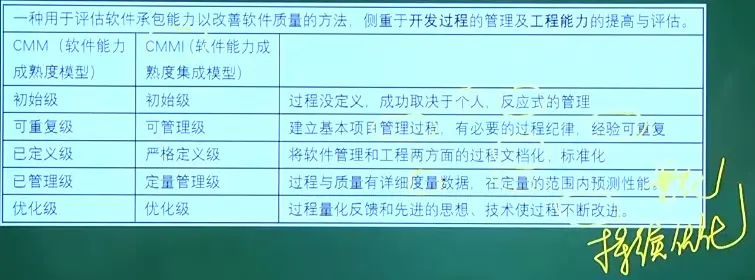 一种用于评估软件承包能力以改善软件质量的方法，侧重于开发过程的管理及工程能力的提高与评估。
CMM（软件能力成熟度模型） CMMI（软件能力成熟度集成模型）
初始级 初始级 过程没定义，成功取决于个人，反应式的管理
可重复级 可管理级 建立基本项目管理过程，有必要的过程纪律，经验可重复
已定义级 严格定义级 将软件管理和工程两方面的过程文档化，标准化
已管理级 定量管理级 过程与质量有详细度量数据，在定量的范围内预测性能。
优化级 优化级 过程量化反馈和先进的思想、技术使过程不断改进。
持续优化